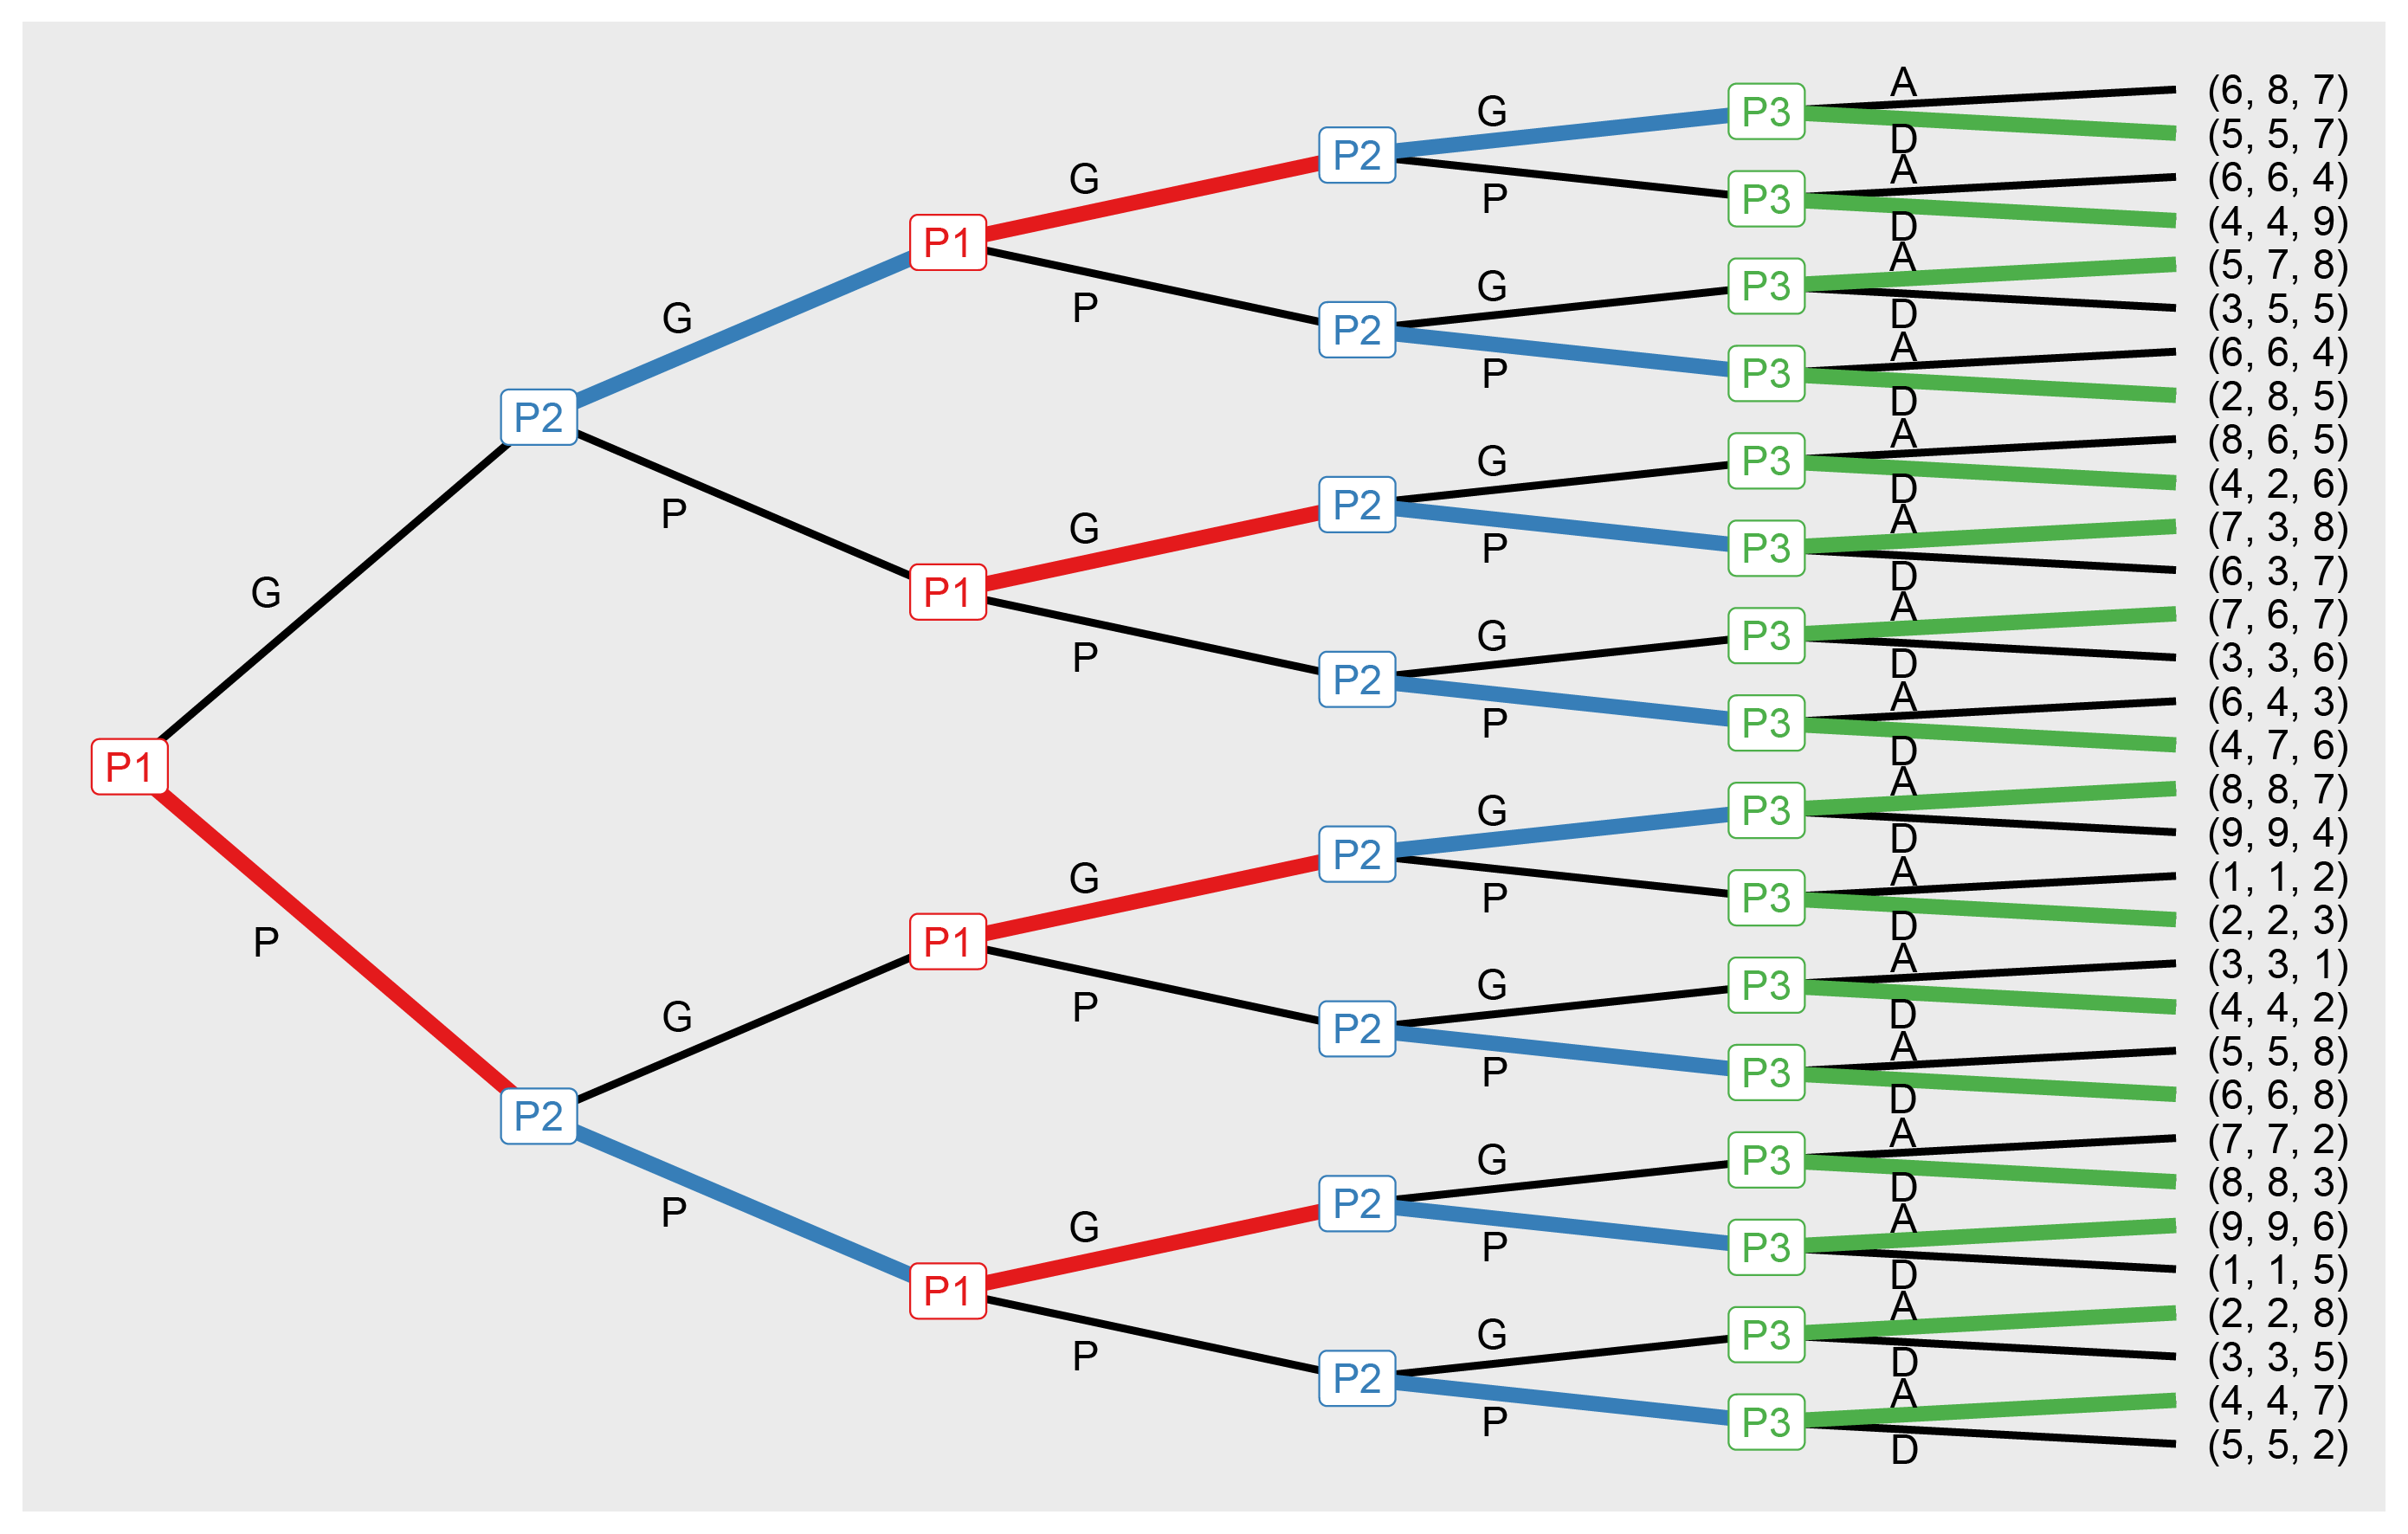 A (6, 8, 7)
G P3
D (5, 5, 7)
P2
G A (6, 6, 4)
P P3
D (4, 4, 9)
P1
A (5, 7, 8)
G P3
P D (3, 5, 5)
G
P2
A (6, 6, 4)
P P3
D (2, 8, 5)
P2
A (8, 6, 5)
G P3
D (4, 2, 6)
P2
P
G A (7, 3, 8)
P P3
D (6, 3, 7)
G P1
A (7, 6, 7)
G P3
P D (3, 3, 6)
P2
A (6, 4, 3)
P P3
D (4, 7, 6)
P1
A (8, 8, 7)
G P3
D (9, 9, 4)
P2
G A (1, 1, 2)
P P3
D (2, 2, 3)
P P1
A (3, 3, 1)
G P3
P D (4, 4, 2)
G
P2
A (5, 5, 8)
P P3
D (6, 6, 8)
P2
A (7, 7, 2)
G P3
D (8, 8, 3)
P2
P
G A (9, 9, 6)
P P3
D (1, 1, 5)
P1
A (2, 2, 8)
G P3
P D (3, 3, 5)
P2
A (4, 4, 7)
P P3
D (5, 5, 2)